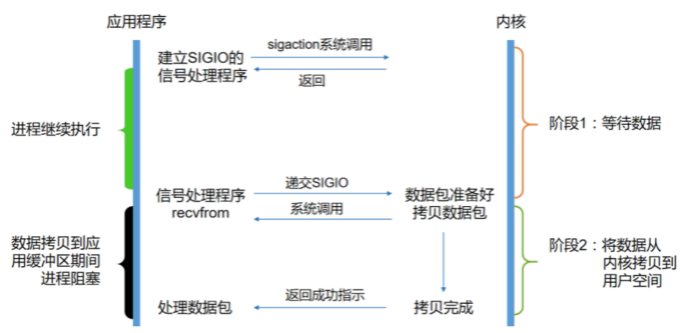 应用程序
内核
建立SIGIO的
信号处理程序
sigaction系统调用
返回
进程继续执行
阶段1：等待数据
信号处理程序
recvfrom
递交SIGIO
系统调用
数据包准备好
拷贝数据包
数据拷贝到应
用缓冲区期间
进程阻塞
阶段2：将数据从
内核拷贝到
用户空间
处理数据包
返回成功指示
拷贝完成